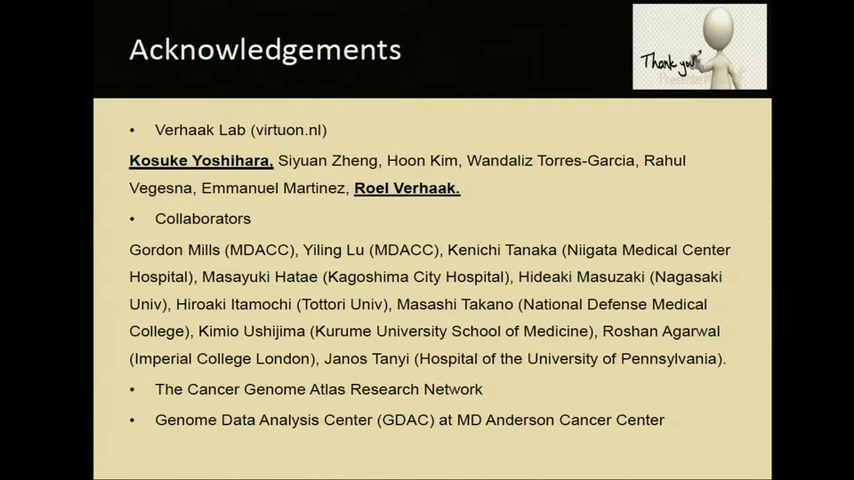 Acknowledgements
Thank you
• Verhaak Lab (virtuon.nl)
Kosuke Yoshihara, Siyuan Zheng, Hoon Kim, Wandaliz Torres-Garcia, Rahul
Vegesna, Emmanuel Martinez, Roel Verhaak.
• Collaborators
Gordon Mills (MDACC), Yiling Lu (MDACC), Kenichi Tanaka (Niigata Medical Center
Hospital), Masayuki Hatae (Kagoshima City Hospital), Hideaki Masuzaki (Nagasaki
Univ), Hiroaki Itamochi (Tottori Univ), Masashi Takano (National Defense Medical
College), Kimio Ushijima (Kurume University School of Medicine), Roshan Agarwal
(Imperial College London), Janos Tanyi (Hospital of the University of Pennsylvania).
• The Cancer Genome Atlas Research Network
• Genome Data Analysis Center (GDAC) at MD Anderson Cancer Center